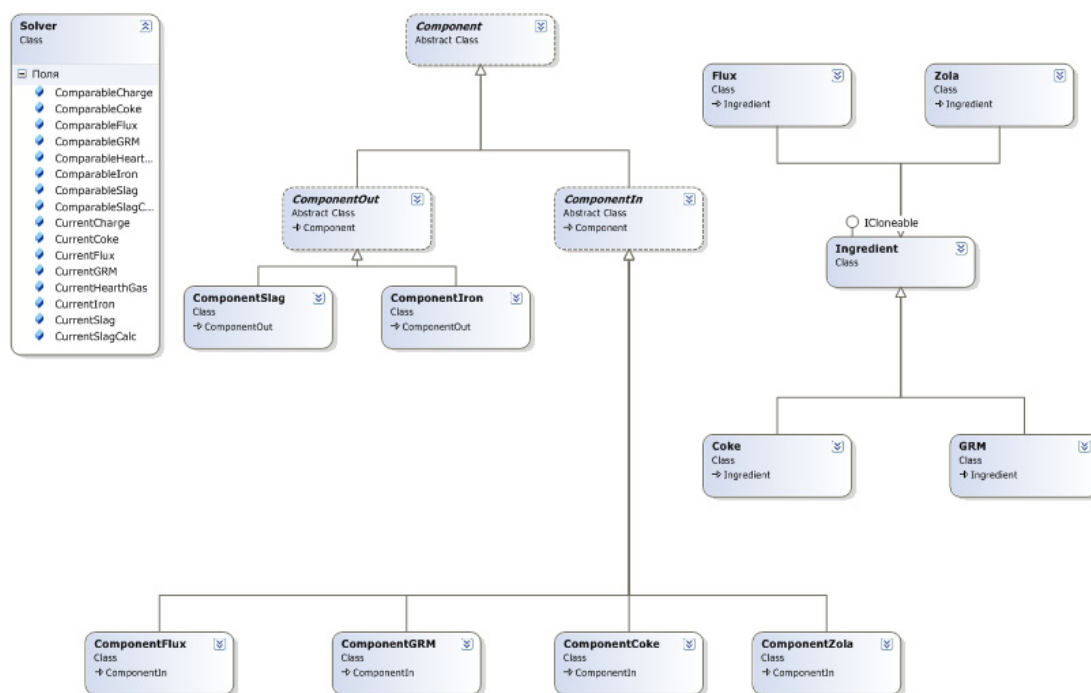 Solver
Class
Поля
ComparableCharge
ComparableCoke
ComparableFlux
ComparableGRM
ComparableHeart...
ComparableIron
ComparableSlag
ComparableSlagC...
CurrentCharge
CurrentCoke
CurrentFlux
CurrentGRM
CurrentHearthGas
CurrentIron
CurrentSlag
CurrentSlagCalc
Component
Abstract Class
ComponentOut
Abstract Class
Component
ComponentIn
Abstract Class
Component
ComponentSlag
Class
ComponentOut
ComponentIron
Class
ComponentOut
Flux
Class
Ingredient
Zola
Class
Ingredient
ICloneable
Ingredient
Class
Coke
Class
Ingredient
GRM
Class
Ingredient
ComponentFlux
Class
ComponentIn
ComponentGRM
Class
ComponentIn
ComponentCoke
Class
ComponentIn
ComponentZola
Class
ComponentIn